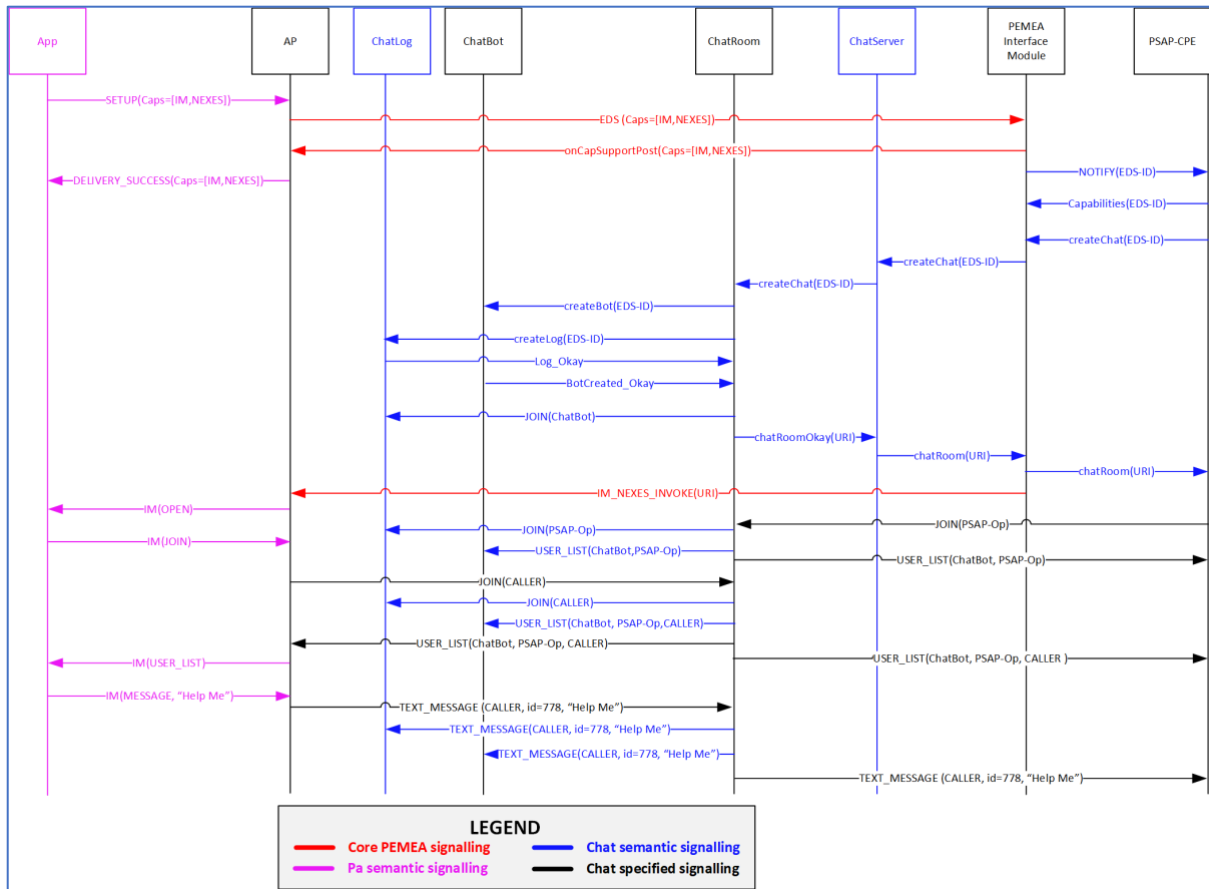 App
AP
ChatLog
ChatBot
ChatRoom
ChatServer
PEMEA
Interface
Module
PSAP-CPE
SETUP(Caps=[IM,NEXES])
EDS (Caps=[IM,NEXES])
onCapSupportPost(Caps=[IM,NEXES])
NOTIFY(EDS-ID)
DELIVERY_SUCCESS(Caps=[IM,NEXES])
Capabilities(EDS-ID)
createChat(EDS-ID)
createChat(EDS-ID)
createChat(EDS-ID)
createBot(EDS-ID)
createLog(EDS-ID)
Log_Okay
BotCreated_Okay
JOIN(ChatBot)
chatRoomOkay(URI)
chatRoom(URI)
chatRoom(URI)
IM_NEXES_INVOKE(URI)
IM(OPEN)
JOIN(PSAP-Op)
JOIN(PSAP-Op)
IM(JOIN)
USER_LIST(ChatBot,PSAP-Op)
USER_LIST(ChatBot, PSAP-Op)
JOIN(CALLER)
JOIN(CALLER)
USER_LIST(ChatBot, PSAP-Op,CALLER)
USER_LIST(ChatBot, PSAP-Op, CALLER)
IM(USER_LIST)
USER_LIST(ChatBot, PSAP-Op, CALLER )
IM(MESSAGE, “Help Me”)
TEXT_MESSAGE (CALLER, id=778, “Help Me”)
TEXT_MESSAGE(CALLER, id=778, “Help Me”)
TEXT_MESSAGE(CALLER, id=778, “Help Me”)
TEXT_MESSAGE (CALLER, id=778, “Help Me”)
LEGEND
Core PEMEA signalling
Chat semantic signalling
Pa semantic signalling
Chat specified signalling